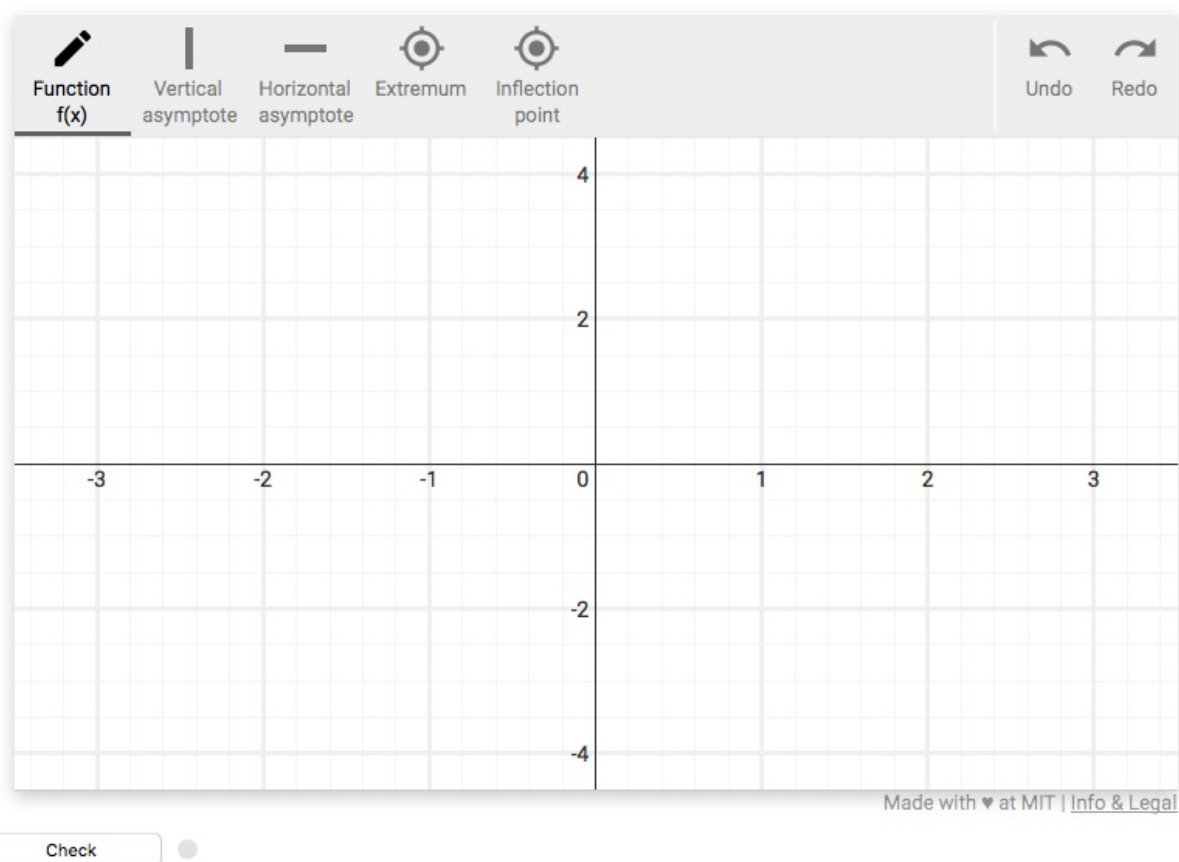 Function f(x)
Vertical asymptote
Horizontal asymptote
Extremum
Inflection point
Undo
Redo
4
2
-3 -2 -1 0 1 2 3
-2
-4
Made with ♥ at MIT | Info & Legal
Check